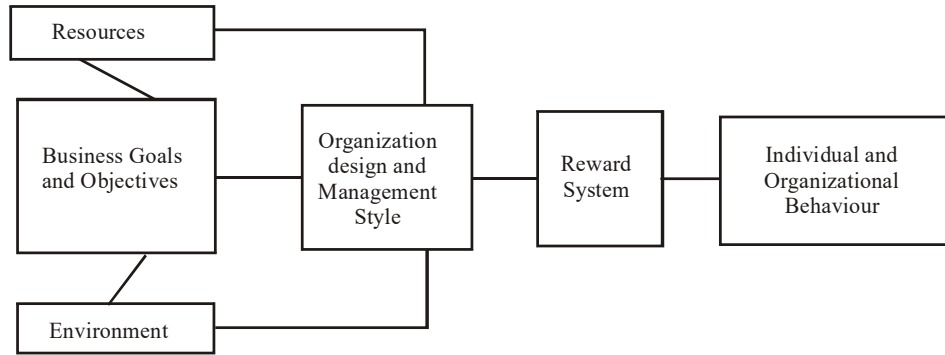 Resources
Business Goals
and Objectives
Environment
Organization
design and
Management
Style
Reward
System
Individual and
Organizational
Behaviour